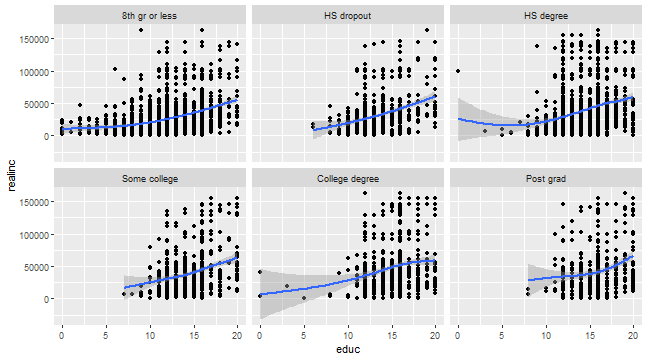 8th gr or less HS dropout HS degree
150000
100000
50000
0
realinc
Some college College degree Post grad
150000
100000
50000
0
0 5 10 15 20 0 5 10 15 20 0 5 10 15 20
educ